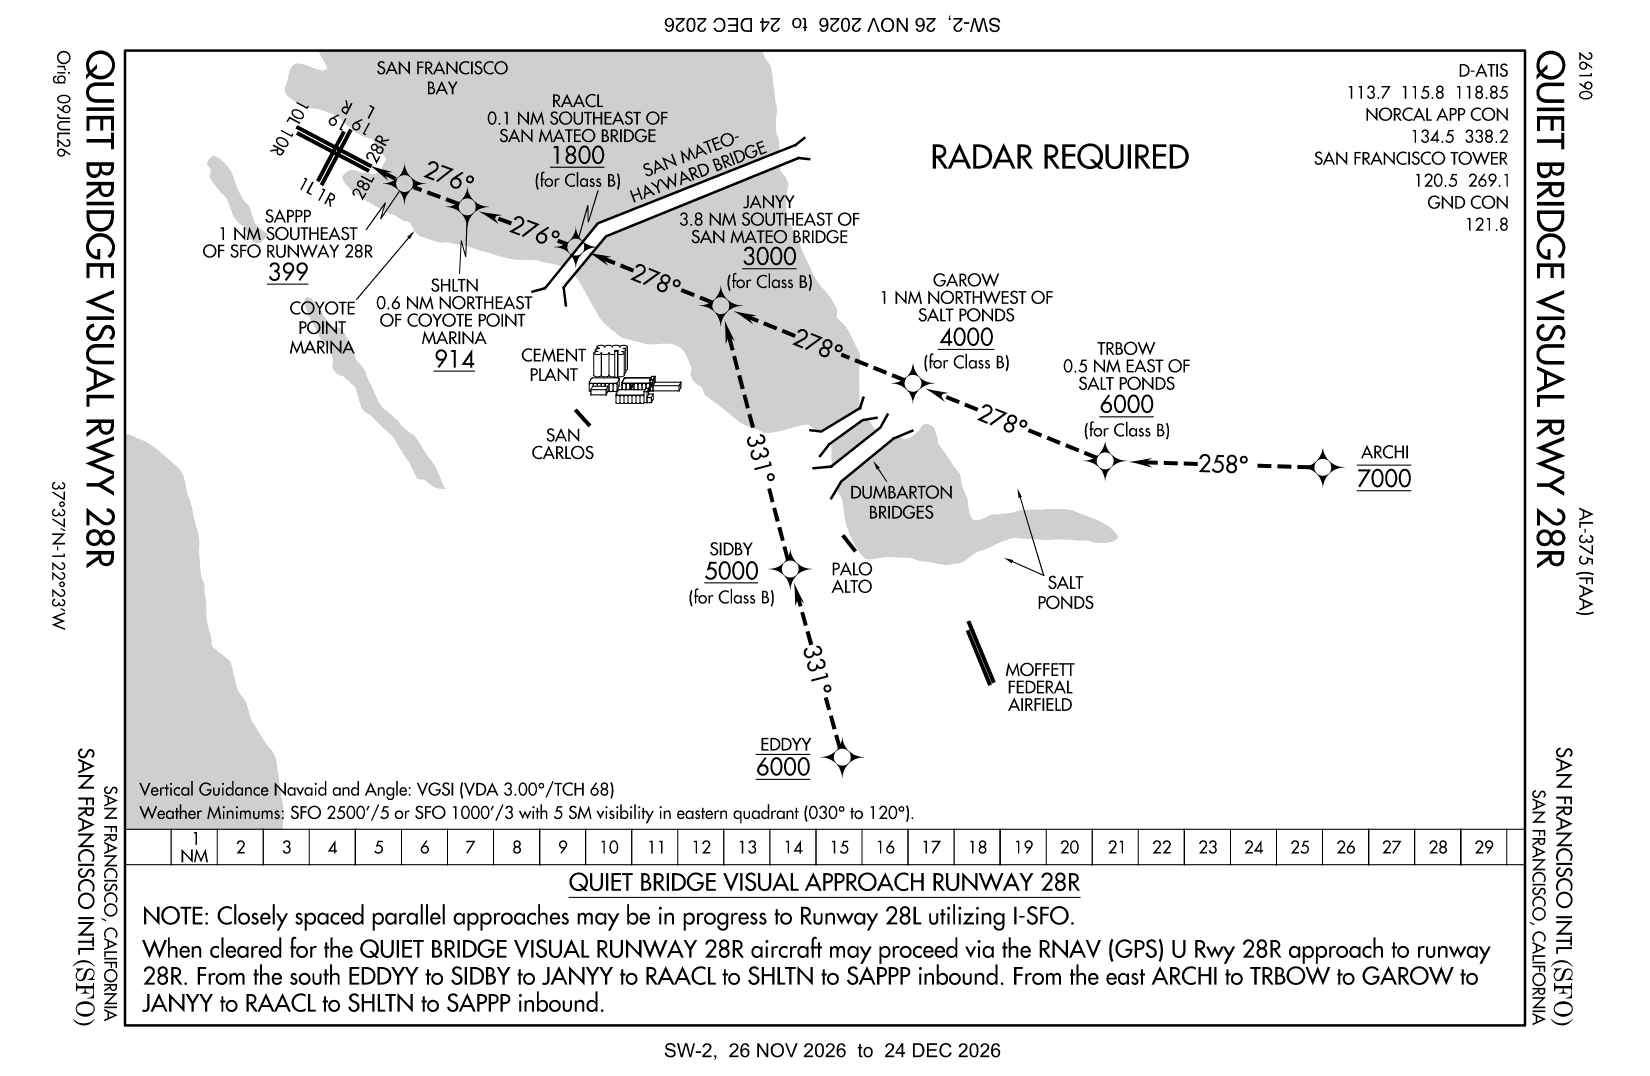 SW-2, 26 NOV 2026 to 24 DEC 2026
QUIET BRIDGE VISUAL RWY 28R
Orig 09JUL26
37°37'N-122°23'W
SAN FRANCISCO, CALIFORNIA
SAN FRANCISCO INTL (SFO)
QUIET BRIDGE VISUAL RWY 28R
26190
AL-375 (FAA)
SAN FRANCISCO INTL (SFO)
SAN FRANCISCO, CALIFORNIA
D-ATIS
113.7 115.8 118.85
NORCAL APP CON
134.5 338.2
SAN FRANCISCO TOWER
120.5 269.1
GND CON
121.8
RADAR REQUIRED
SAN FRANCISCO
BAY
10L
10R
19R
19L
28R
28L
1L
1R
276°
RAACL
0.1 NM SOUTHEAST OF
SAN MATEO BRIDGE
1800
(for Class B)
SAN MATEO-
HAYWARD BRIDGE
SAPPP
1 NM SOUTHEAST
OF SFO RUNWAY 28R
399
276°
COYOTE
POINT
MARINA
SHLTN
0.6 NM NORTHEAST
OF COYOTE POINT
MARINA
914
JANYY
3.8 NM SOUTHEAST OF
SAN MATEO BRIDGE
3000
(for Class B)
278°
GAROW
1 NM NORTHWEST OF
SALT PONDS
4000
(for Class B)
278°
TRBOW
0.5 NM EAST OF
SALT PONDS
6000
(for Class B)
278°
258°
ARCHI
7000
CEMENT
PLANT
SAN
CARLOS
331°
DUMBARTON
BRIDGES
SIDBY
5000
(for Class B)
PALO
ALTO
SALT
PONDS
331°
MOFFETT
FEDERAL
AIRFIELD
EDDYY
6000
Vertical Guidance Navaid and Angle: VGSI (VDA 3.00°/TCH 68)
Weather Minimums: SFO 2500'/5 or SFO 1000'/3 with 5 SM visibility in eastern quadrant (030° to 120°).
1 NM 2 3 4 5 6 7 8 9 10 11 12 13 14 15 16 17 18 19 20 21 22 23 24 25 26 27 28 29
QUIET BRIDGE VISUAL APPROACH RUNWAY 28R
NOTE: Closely spaced parallel approaches may be in progress to Runway 28L utilizing I-SFO.
When cleared for the QUIET BRIDGE VISUAL RUNWAY 28R aircraft may proceed via the RNAV (GPS) U Rwy 28R approach to runway
28R. From the south EDDYY to SIDBY to JANYY to RAACL to SHLTN to SAPPP inbound. From the east ARCHI to TRBOW to GAROW to
JANYY to RAACL to SHLTN to SAPPP inbound.
SW-2, 26 NOV 2026 to 24 DEC 2026